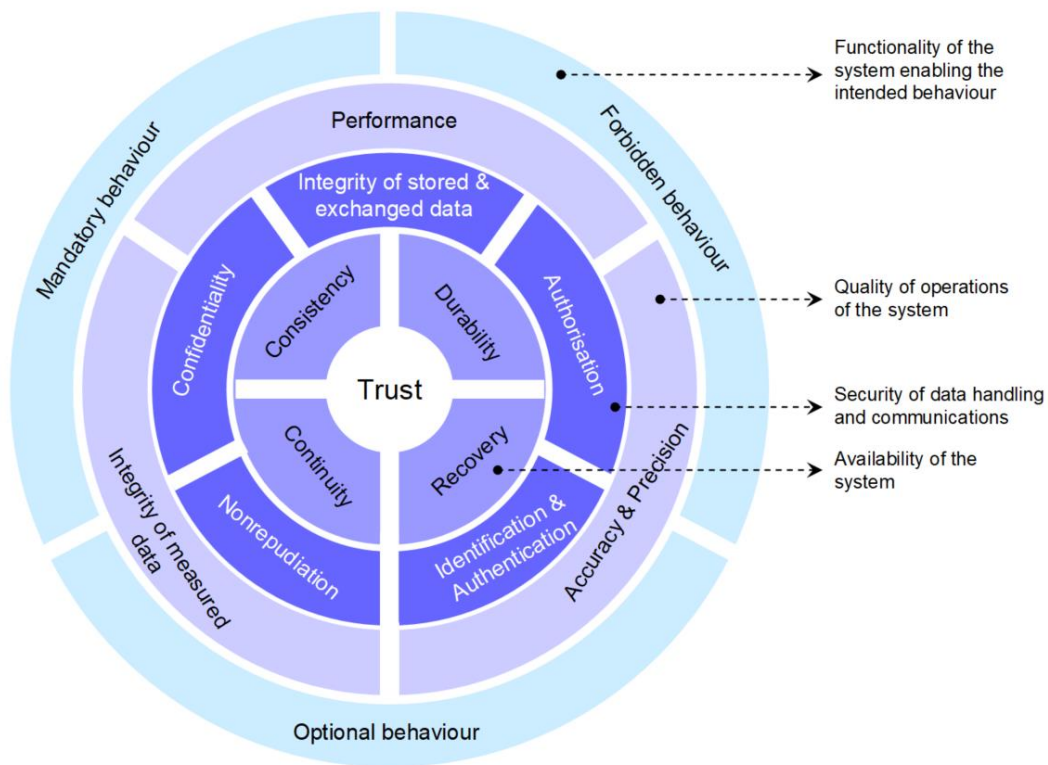 Functionality of the
system enabling the
intended behaviour
Performance
Forbidden behaviour
Mandatory behaviour
Integrity of stored &
exchanged data
Confidentiality
Consistency
Durability
Authorisation
Quality of operations
of the system
Trust
Security of data handling
and communications
Continuity
Recovery
Availability of the
system
Nonrepudiation
Identification &
Authentication
Integrity of measured
data
Accuracy & Precision
Optional behaviour